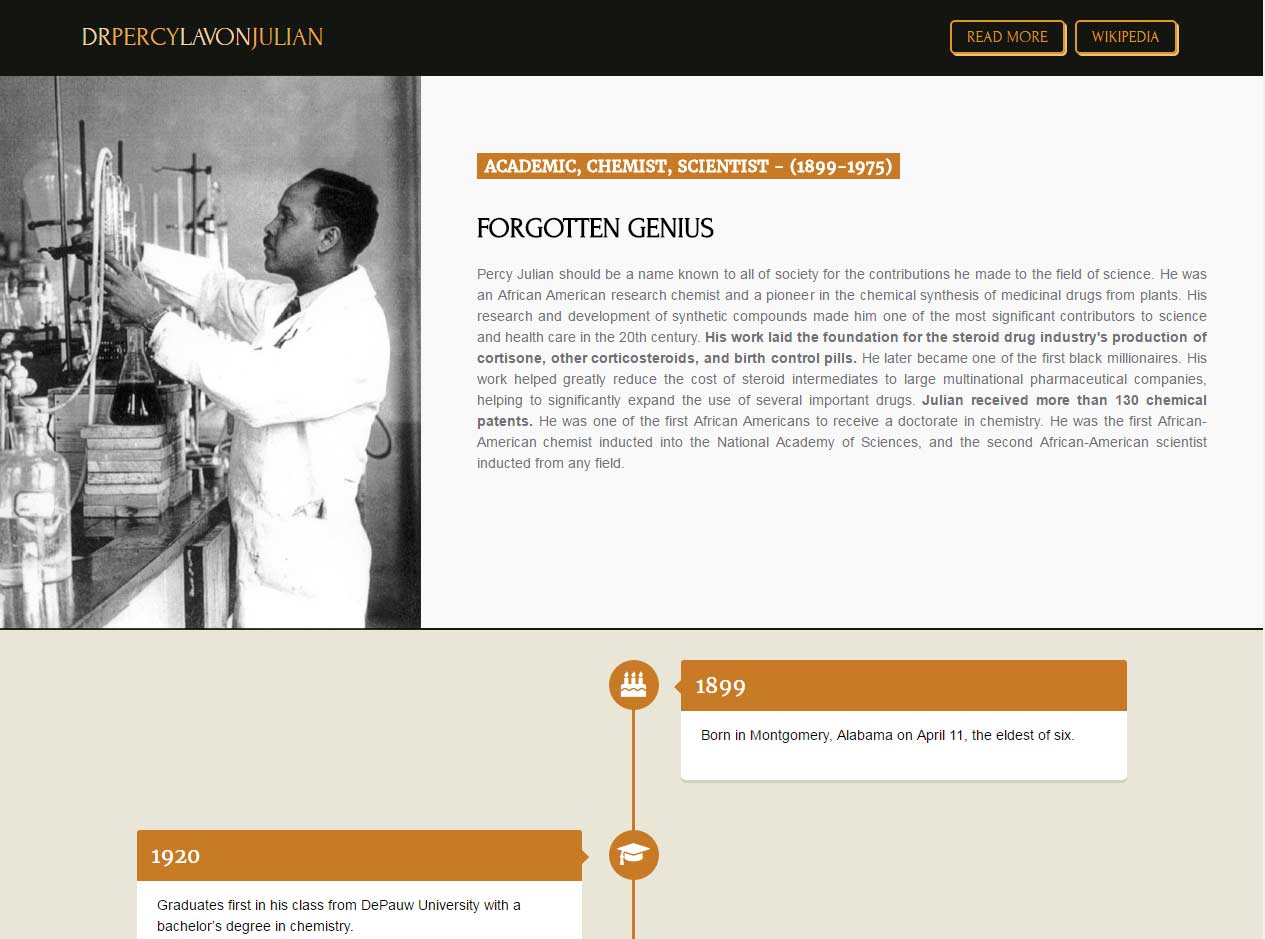 DRPERCYLAVONJULIAN
READ MORE
WIKIPEDIA
ACADEMIC, CHEMIST, SCIENTIST - (1899-1975)
FORGOTTEN GENIUS
Percy Julian should be a name known to all of society for the contributions he made to the field of science. He was
an African American research chemist and a pioneer in the chemical synthesis of medicinal drugs from plants. His
research and development of synthetic compounds made him one of the most significant contributors to science
and health care in the 20th century. His work laid the foundation for the steroid drug industry's production of
cortisone, other corticosteroids, and birth control pills. He later became one of the first black millionaires. His
work helped greatly reduce the cost of steroid intermediates to large multinational pharmaceutical companies,
helping to significantly expand the use of several important drugs. Julian received more than 130 chemical
patents. He was one of the first African Americans to receive a doctorate in chemistry. He was the first African-
American chemist inducted into the National Academy of Sciences, and the second African-American scientist
inducted from any field.
1899
Born in Montgomery, Alabama on April 11, the eldest of six.
1920
Graduates first in his class from DePauw University with a
bachelor's degree in chemistry.